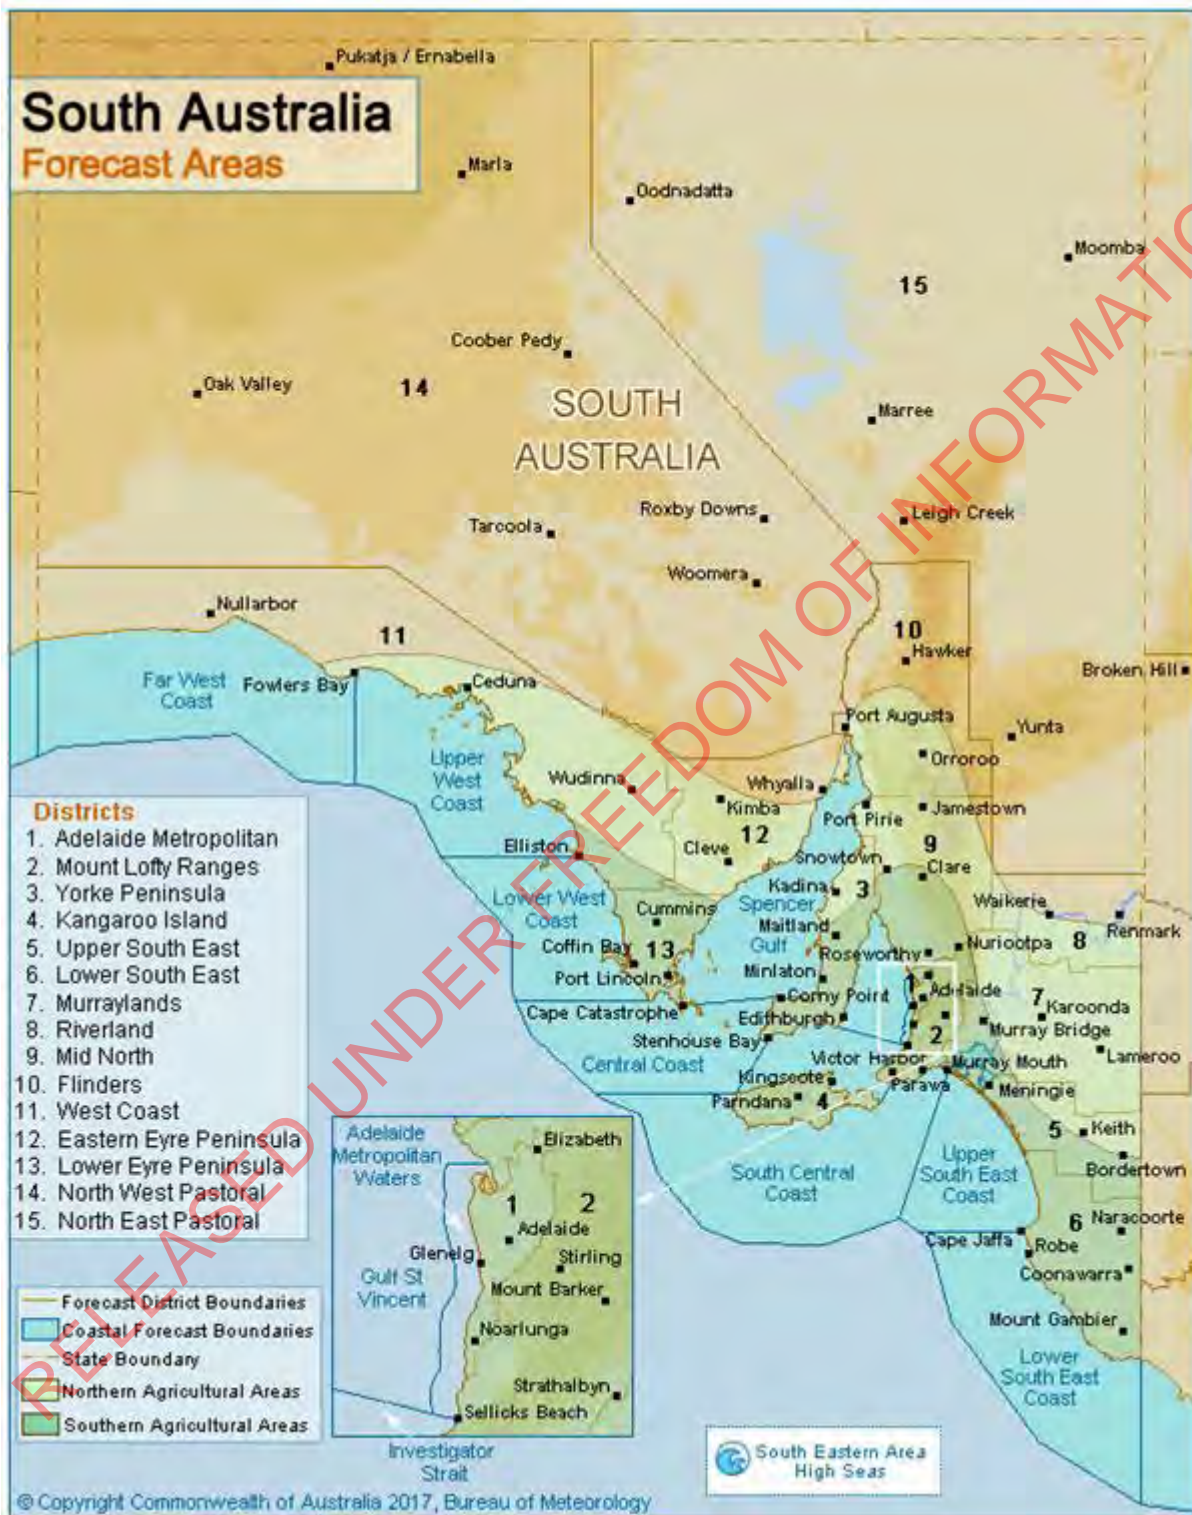 Pukatja / Ernabella
South Australia
Forecast Areas
Marla
Oodnadatta
Moomba
15
Coober Pedy
Oak Valley
14
SOUTH
AUSTRALIA
Marree
Roxby Downs
Leigh Creek
Tarcoola
Woomera
Nullarbor
11
10
Hawker
Far West
Coast
Fowlers Bay
Ceduna
Broken Hill
Port Augusta
Yunta
Upper
West
Coast
Orroroo
Wudinna
Whyalla
Kimba
Port Pirie
Jamestown
12
9
Elliston
Cleve
Snowtown
Clare
Lower West
Coast
Kadina
Spencer
Gulf
3
Waikerie
Renmark
Cummins
Maitland
8
Coffin Bay
13
Roseworthy
Nuriootpa
Port Lincoln
Minlaton
1
Adelaide
7
Karoonda
Cape Catastrophe
Corny Point
Edithburgh
2
Murray Bridge
Stenhouse Bay
Lameroo
Central Coast
Victor Harbor
Murray Mouth
Kingscote
Parawa
Meningie
Parndana
4
5
Keith
Bordertown
South Central
Coast
Upper
South East
Coast
6
Naracoorte
Cape Jaffa
Robe
Coonawarra
Mount Gambier
Lower
South East
Coast
Districts
1. Adelaide Metropolitan
2. Mount Lofty Ranges
3. Yorke Peninsula
4. Kangaroo Island
5. Upper South East
6. Lower South East
7. Murraylands
8. Riverland
9. Mid North
10. Flinders
11. West Coast
12. Eastern Eyre Peninsula
13. Lower Eyre Peninsula
14. North West Pastoral
15. North East Pastoral
Forecast District Boundaries
Coastal Forecast Boundaries
State Boundary
Northern Agricultural Areas
Southern Agricultural Areas
Adelaide
Metropolitan
Waters
Elizabeth
1
2
Adelaide
Glenelg
Stirling
Gulf St
Vincent
Mount Barker
Noarlunga
Strathalbyn
Sellicks Beach
Investigator
Strait
South Eastern Area
High Seas
© Copyright Commonwealth of Australia 2017, Bureau of Meteorology
RELEASED UNDER FREEDOM OF INFORMATIO